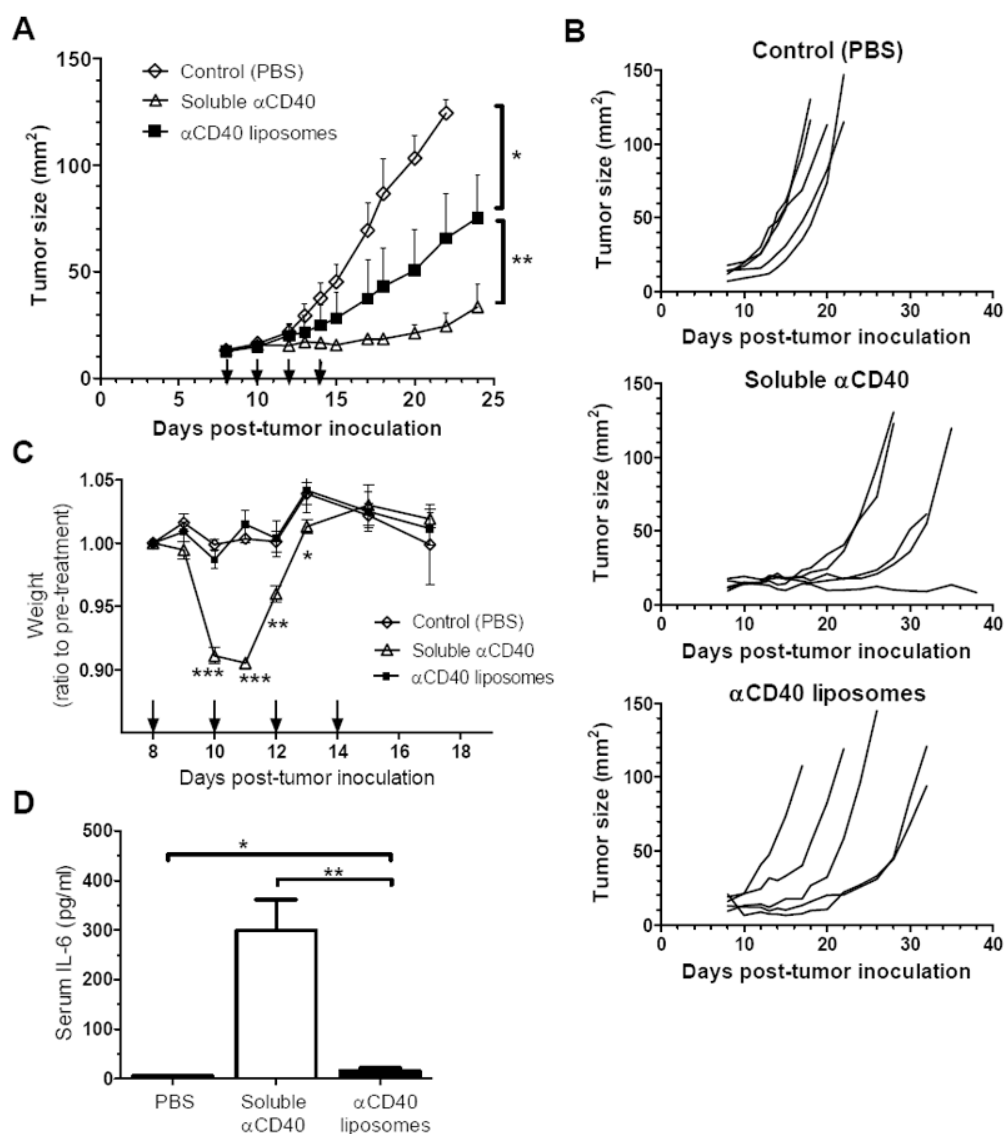 A
Control (PBS)
Soluble αCD40
αCD40 liposomes
Tumor size (mm²)
150
100
50
0
*
**
0 5 10 15 20 25
Days post-tumor inoculation
B
Control (PBS)
Tumor size (mm²)
150
100
50
0
0 10 20 30 40
Days post-tumor inoculation
Soluble αCD40
Tumor size (mm²)
150
100
50
0
0 10 20 30 40
Days post-tumor inoculation
αCD40 liposomes
Tumor size (mm²)
150
100
50
0
0 10 20 30 40
Days post-tumor inoculation
C
Weight
(ratio to pre-treatment)
1.05
1.00
0.95
0.90
*
**
***
***
Control (PBS)
Soluble αCD40
αCD40 liposomes
8 10 12 14 16 18
Days post-tumor inoculation
D
Serum IL-6 (pg/ml)
500
400
300
200
100
0
*
**
PBS
Soluble
αCD40
αCD40
liposomes